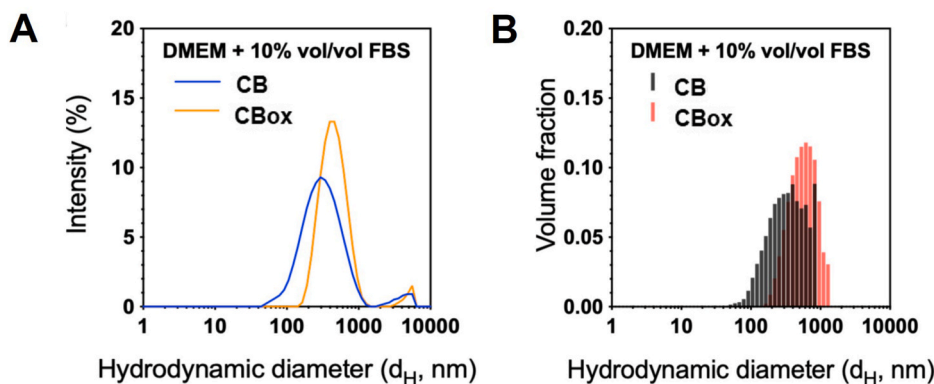 A
DMEM + 10% vol/vol FBS
CB
CBox
Intensity (%)
20
15
10
5
0
1 10 100 1000 10000
Hydrodynamic diameter (dH, nm)
B
DMEM + 10% vol/vol FBS
CB
CBox
Volume fraction
0.20
0.15
0.10
0.05
0.00
1 10 100 1000 10000
Hydrodynamic diameter (dH, nm)